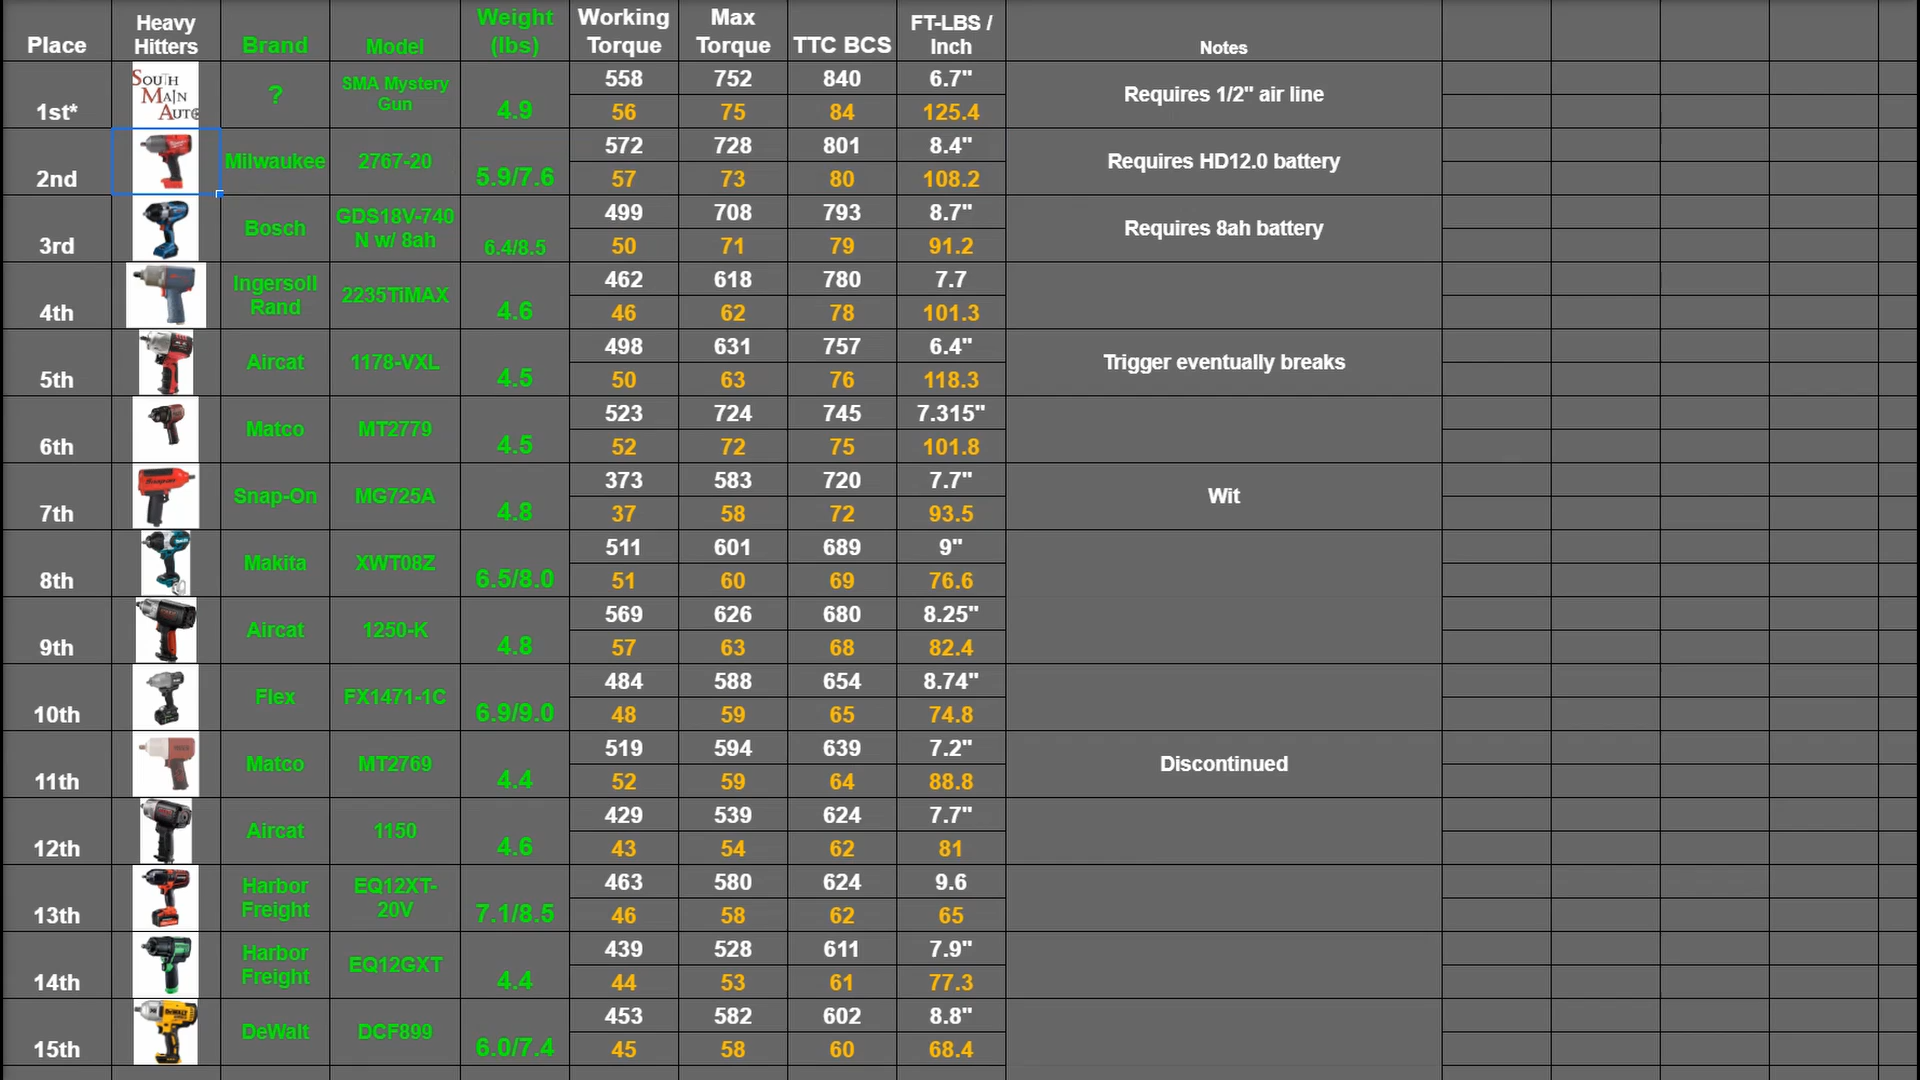 Place Heavy Hitters Brand Model Weight (lbs) Working Torque Max Torque TTC BCS FT-LBS / Inch Notes
1st* South Main Auto ? SMA Mystery Gun 4.9 558 752 840 6.7" Requires 1/2" air line
56 75 84 125.4
2nd Milwaukee 2767-20 5.9/7.6 572 728 801 8.4" Requires HD12.0 battery
57 73 80 108.2
3rd Bosch GDS18V-740 N w/ 8ah 6.4/8.5 499 708 793 8.7" Requires 8ah battery
50 71 79 91.2
4th Ingersoll Rand 2235TiMAX 4.6 462 618 780 7.7
46 62 78 101.3
5th Aircat 1178-VXL 4.5 498 631 757 6.4" Trigger eventually breaks
50 63 76 118.3
6th Matco MT2779 4.5 523 724 745 7.315"
52 72 75 101.8
7th Snap-On MG725A 4.8 373 583 720 7.7" Wit
37 58 72 93.5
8th Makita XWT08Z 6.5/8.0 511 601 689 9"
51 60 69 76.6
9th Aircat 1250-K 4.8 569 626 680 8.25"
57 63 68 82.4
10th Flex FX1471-1C 6.9/9.0 484 588 654 8.74"
48 59 65 74.8
11th Matco MT2769 4.4 519 594 639 7.2" Discontinued
52 59 64 88.8
12th Aircat 1150 4.6 429 539 624 7.7"
43 54 62 81
13th Harbor Freight EQ12XT-20V 7.1/8.5 463 580 624 9.6
46 58 62 65
14th Harbor Freight EQ12GXT 4.4 439 528 611 7.9"
44 53 61 77.3
15th DeWalt DCF899 6.0/7.4 453 582 602 8.8"
45 58 60 68.4